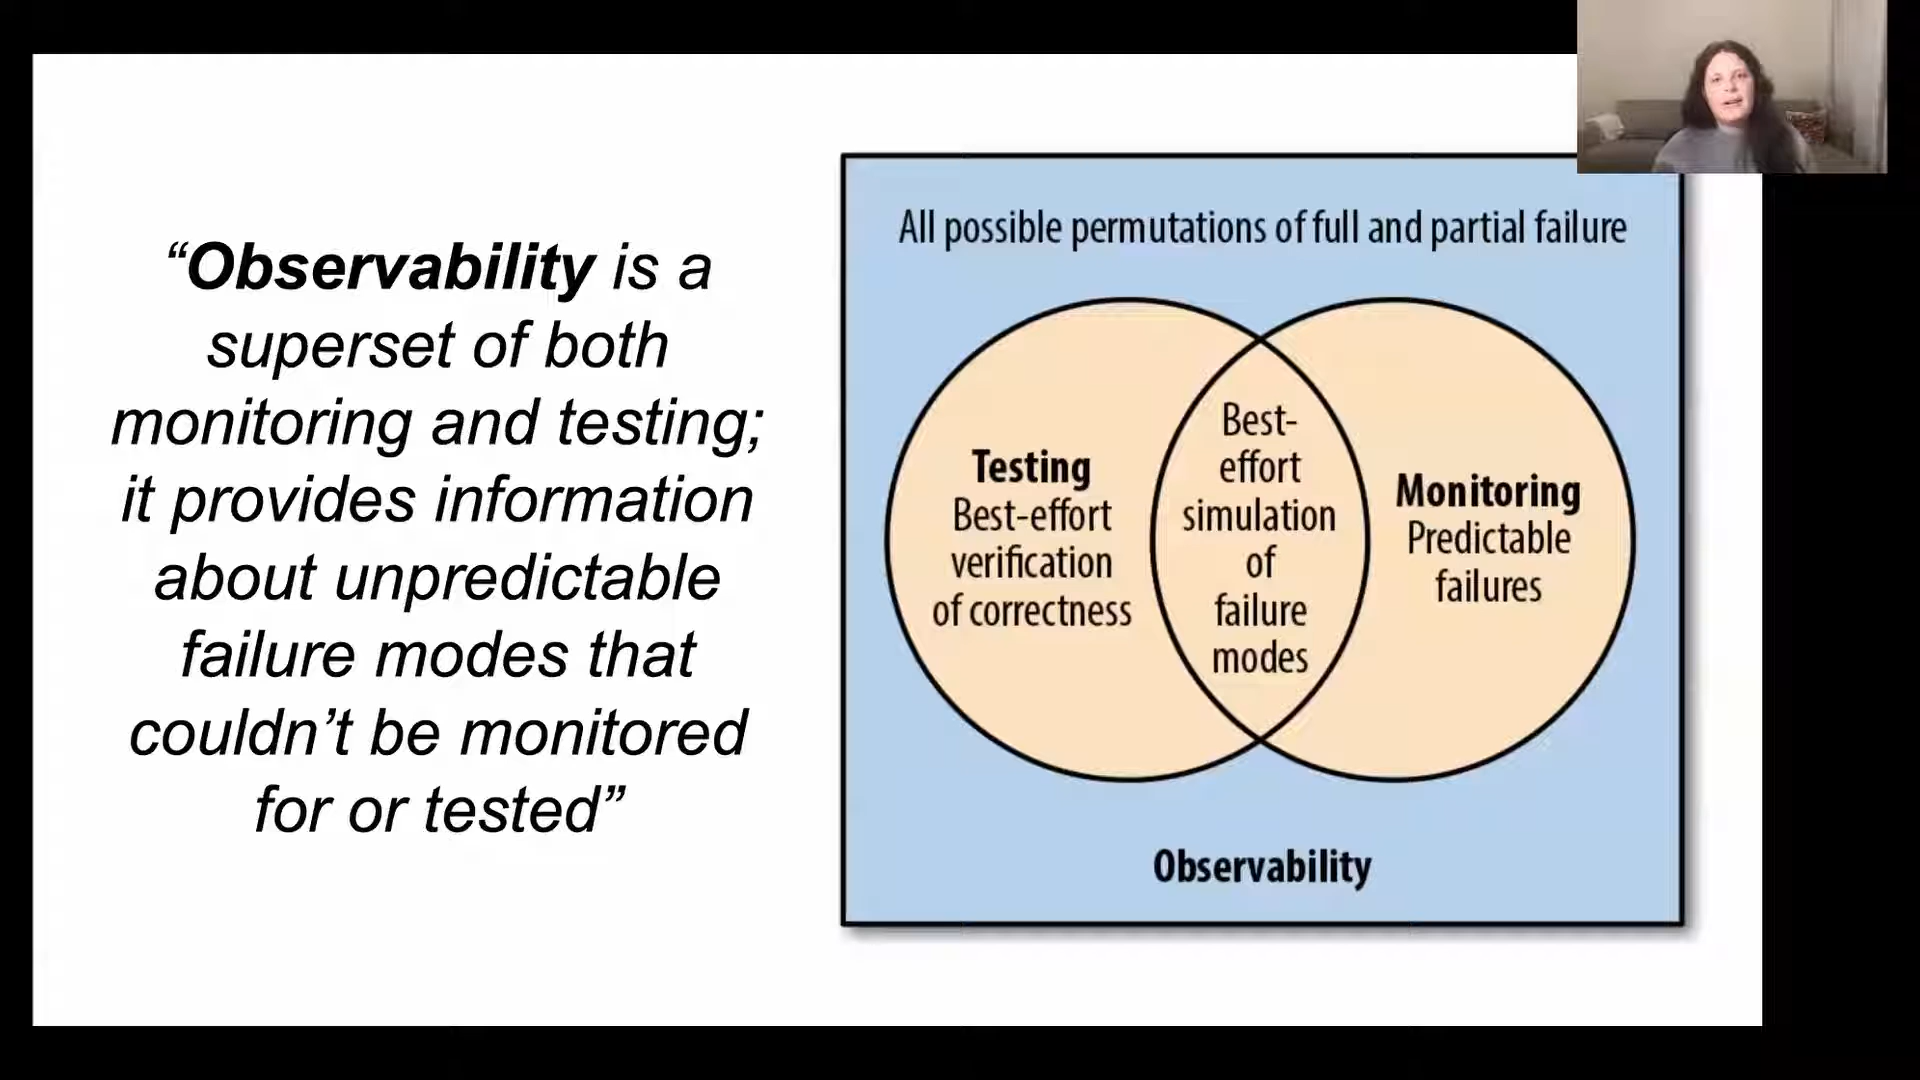 “Observability is a
superset of both
monitoring and testing;
it provides information
about unpredictable
failure modes that
couldn’t be monitored
for or tested”
All possible permutations of full and partial failure
Testing
Best-effort
verification
of correctness
Best-
effort
simulation
of
failure
modes
Monitoring
Predictable
failures
Observability